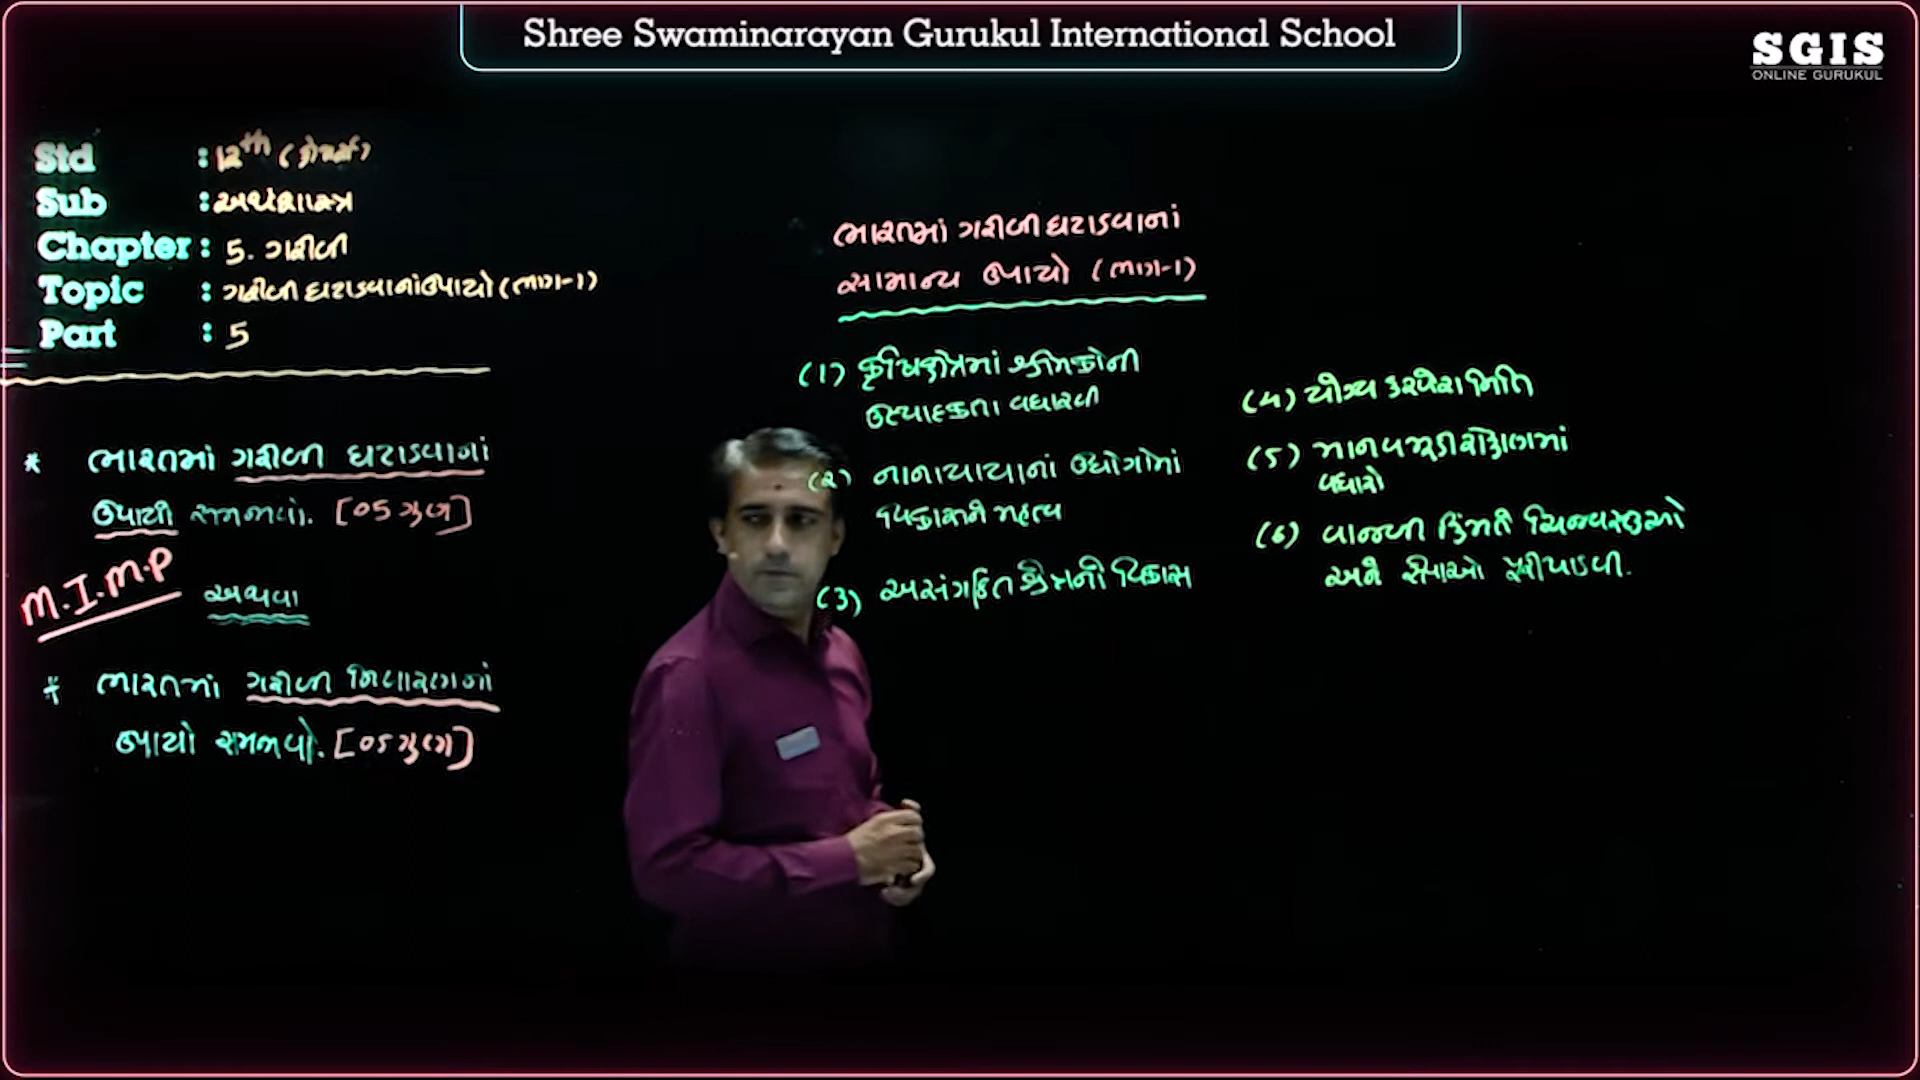 Shree Swaminarayan Gurukul International School
SGIS
ONLINE GURUKUL
Std : 12th (કોમર્સ)
Sub : અર્થશાસ્ત્ર
Chapter : 5. ગરીબી
Topic : ગરીબી ઘટાડવાનાં ઉપાયો (ભાગ-1)
Part : 5
* ભારતમાં ગરીબી ઘટાડવાનાં
ઉપાયો સમજાવો. [05 ગુણ]
M.I.M.P
અથવા
* ભારતમાં ગરીબી નિવારણનાં
ઉપાયો સમજાવો. [05 ગુણ]
ભારતમાં ગરીબી ઘટાડવાનાં
સામાન્ય ઉપાયો (ભાગ-1)
(1) કૃષિક્ષેત્રમાં શ્રમિકોની
ઉત્પાદકતા વધારવી
(2) નાના પાયાનાં ઉદ્યોગોમાં
વિકાસને મહત્વ
(3) અસંગઠિત ક્ષેત્રનો વિકાસ
(4) યોગ્ય કરવેરા નિતિ
(5) માનવમૂડીરોકાણમાં
વધારો
(6) વાજબી કિંમતે ચિજવસ્તુઓ
અને સેવાઓ પૂરી પાડવી.